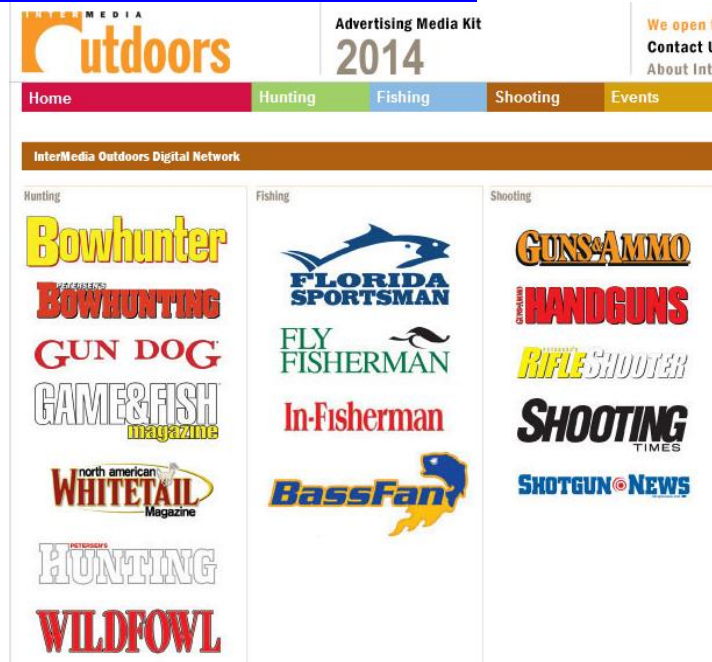 INTERMEDIA
Outdoors
Advertising Media Kit
2014
We open
Contact
About Int
Home
Hunting
Fishing
Shooting
Events
InterMedia Outdoors Digital Network
Hunting
Bowhunter
PETERSEN'S
BOWHUNTING
GUN DOG
GAME&FISH
magazine
north american
WHITETAIL
Magazine
PETERSEN'S
HUNTING
WILDFOWL
Fishing
FLORIDA
SPORTSMAN
FLY
FISHERMAN
In-Fisherman
BassFan
Shooting
GUNS&AMMO
GUNS&AMMO
HANDGUNS
RIFLESHOOTER
SHOOTING
TIMES
SHOTGUN NEWS